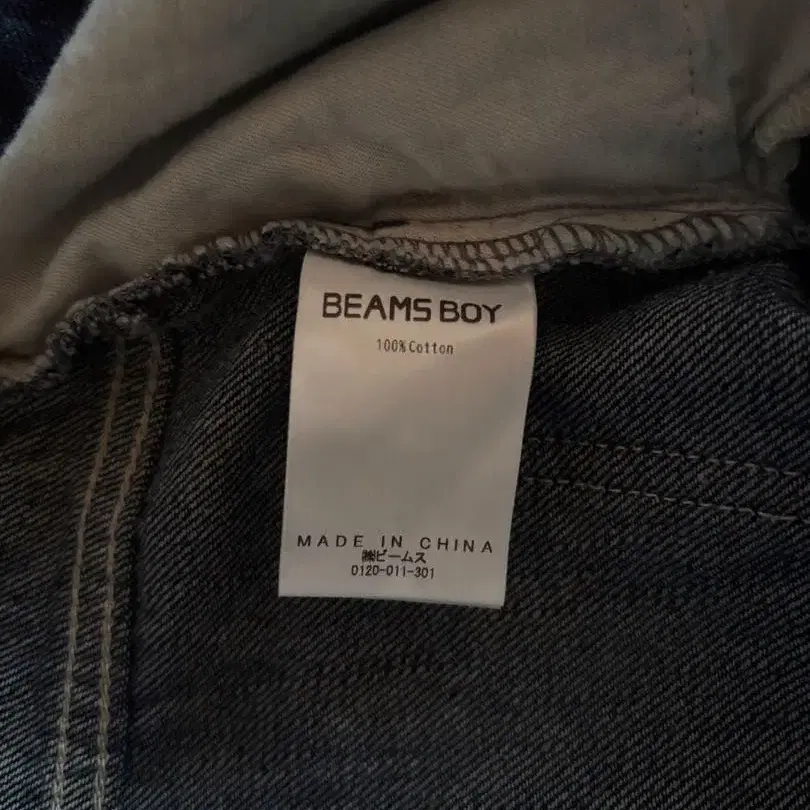 BEAMS BOY
100% Cotton
MADE IN CHINA
㈱ビームス
0120-011-301